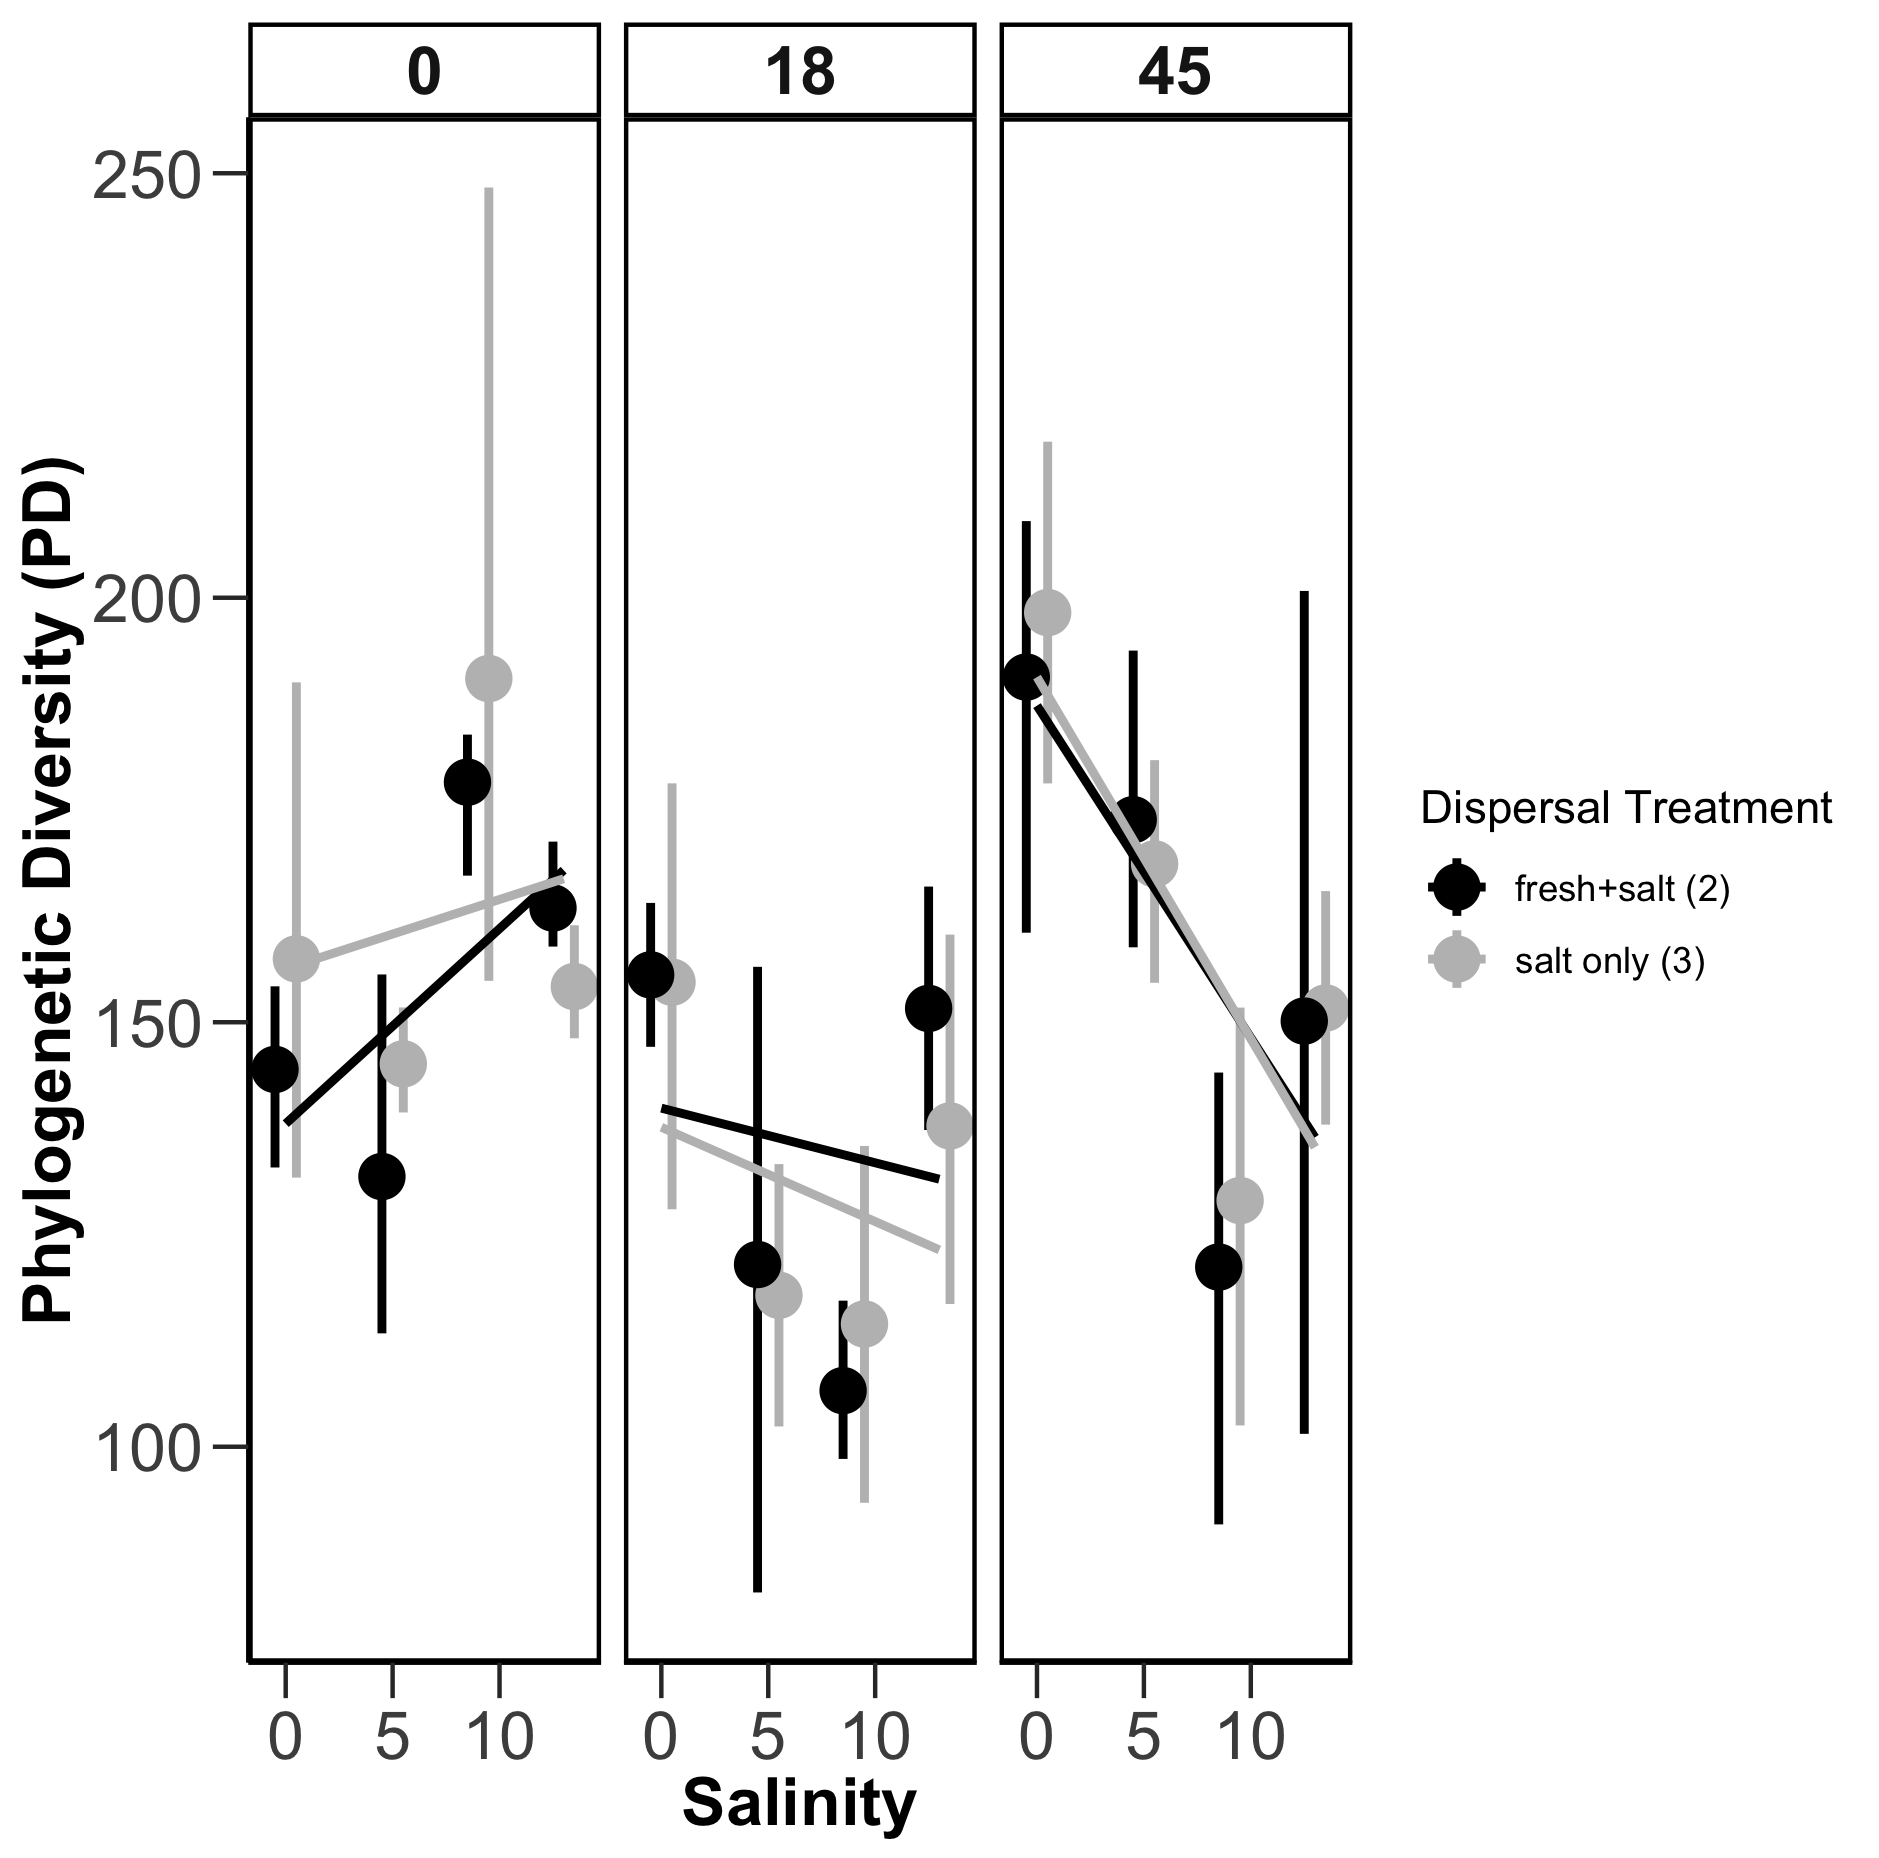 0 18 45
250
200
150
100
Phylogenetic Diversity (PD)
0 5 10 0 5 10 0 5 10
Salinity
Dispersal Treatment
fresh+salt (2)
salt only (3)